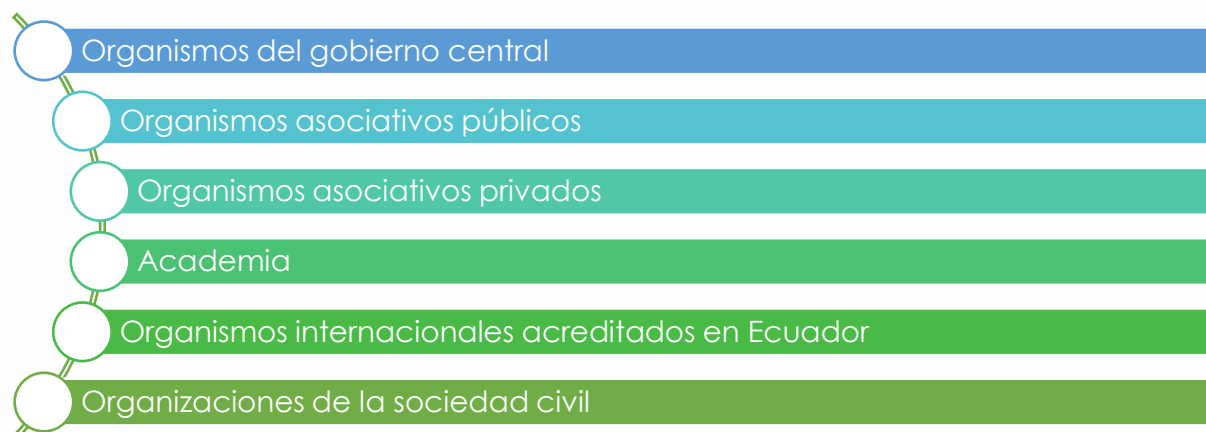 Organismos del gobierno central
Organismos asociativos públicos
Organismos asociativos privados
Academia
Organismos internacionales acreditados en Ecuador
Organizaciones de la sociedad civil